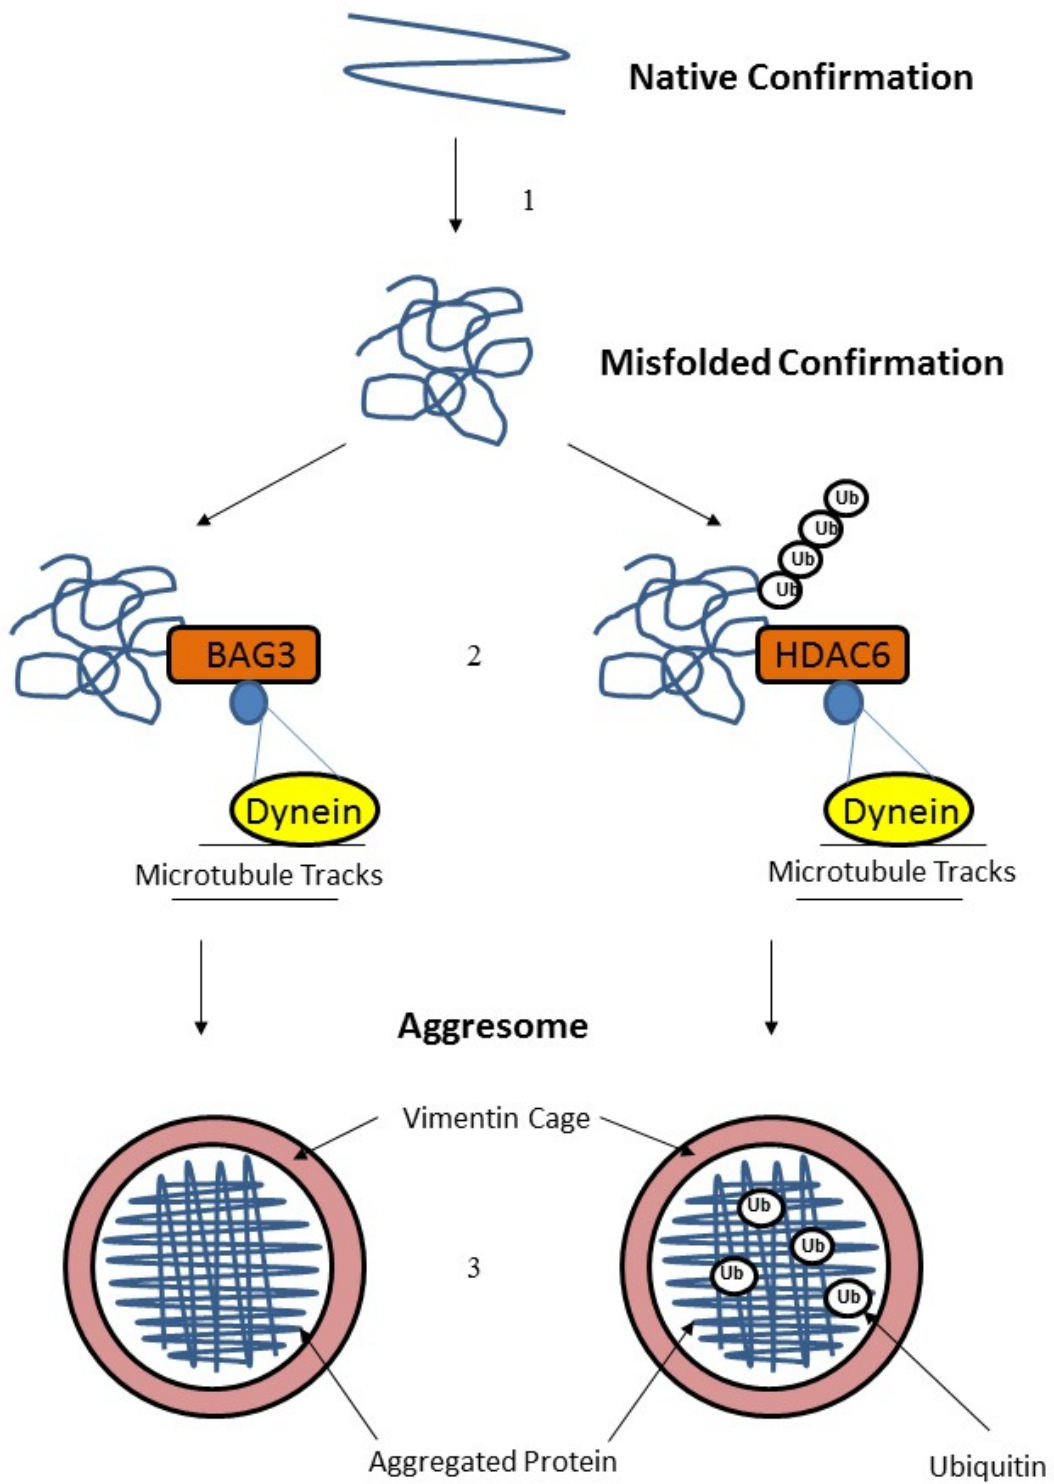 Native Confirmation
1
Misfolded Confirmation
Ub
Ub
Ub
Ub
BAG3
2
HDAC6
Dynein
Dynein
Microtubule Tracks
Microtubule Tracks
Aggresome
Vimentin Cage
Ub
Ub
Ub
Ub
3
Aggregated Protein
Ubiquitin